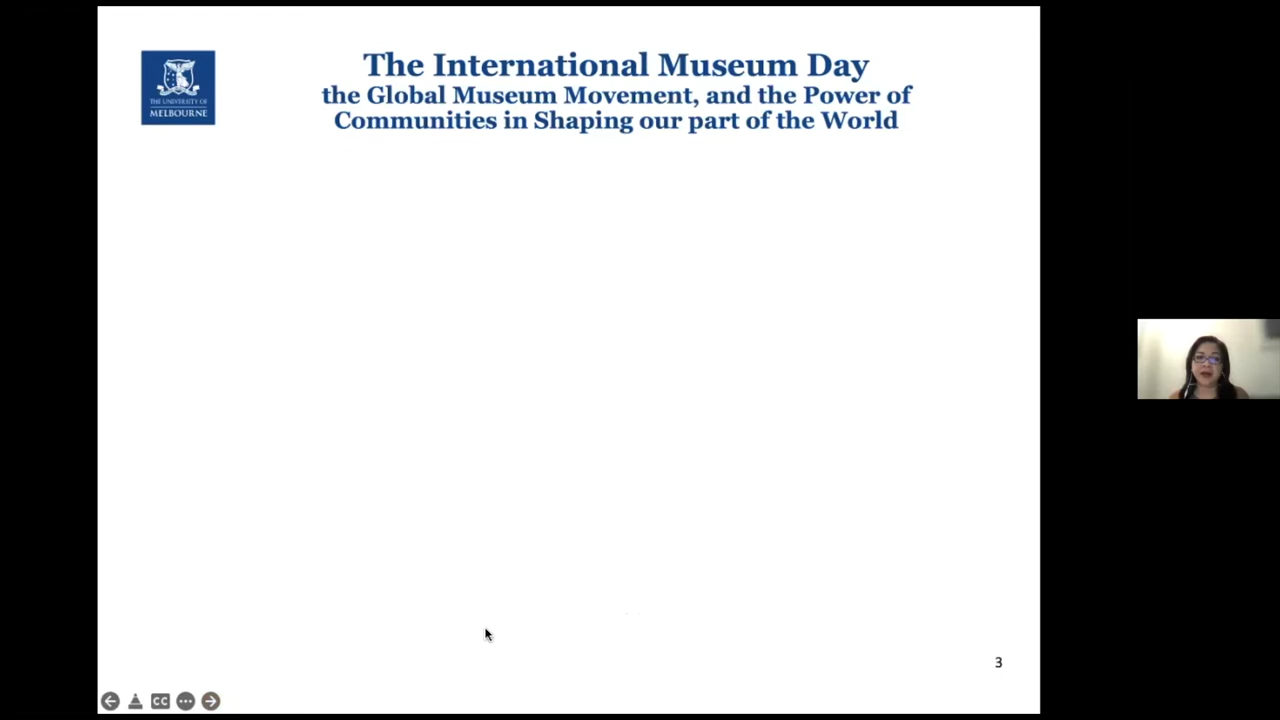 The International Museum Day
the Global Museum Movement, and the Power of
Communities in Shaping our part of the World
THE UNIVERSITY OF
MELBOURNE
3
CC